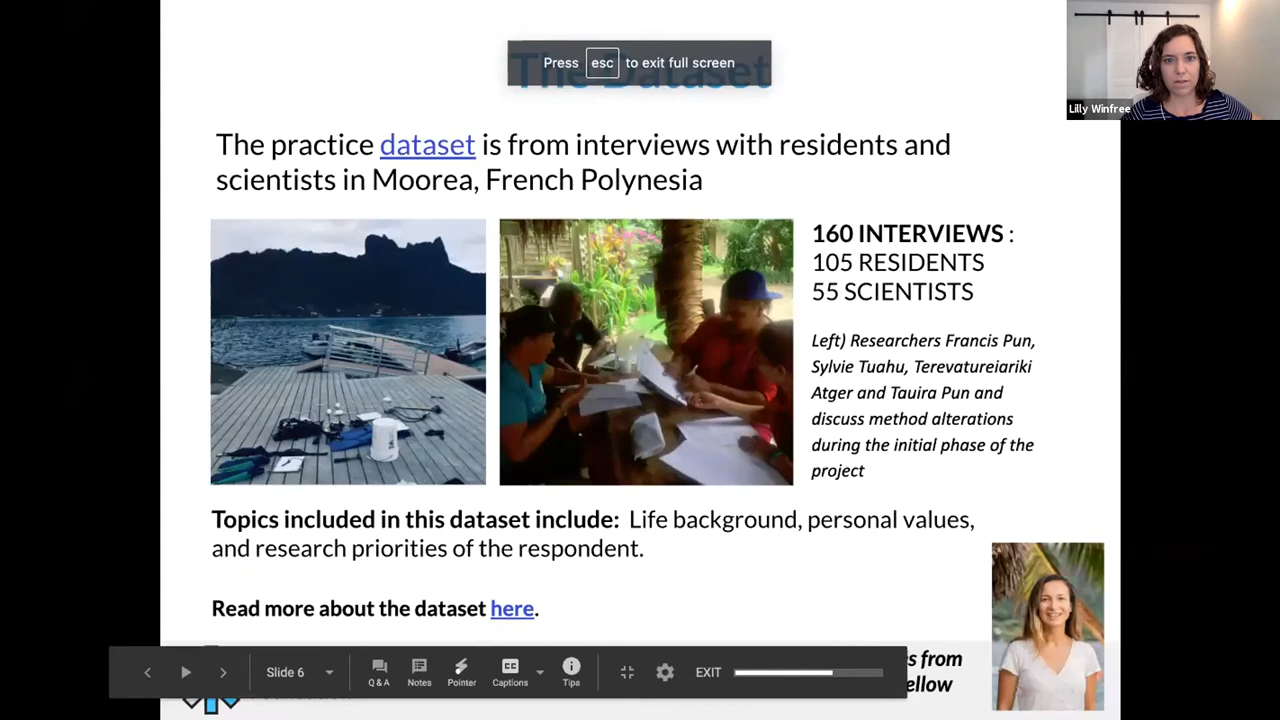 The Dataset
Press esc to exit full screen
Lilly Winfree
The practice dataset is from interviews with residents and
scientists in Moorea, French Polynesia
160 INTERVIEWS :
105 RESIDENTS
55 SCIENTISTS
Left) Researchers Francis Pun,
Sylvie Tuahu, Terevatureiariki
Atger and Tauira Pun and
discuss method alterations
during the initial phase of the
project
Topics included in this dataset include: Life background, personal values,
and research priorities of the respondent.
Read more about the dataset here.
from
Slide 6
Q & A
Notes
Pointer
Captions
Tips
EXIT